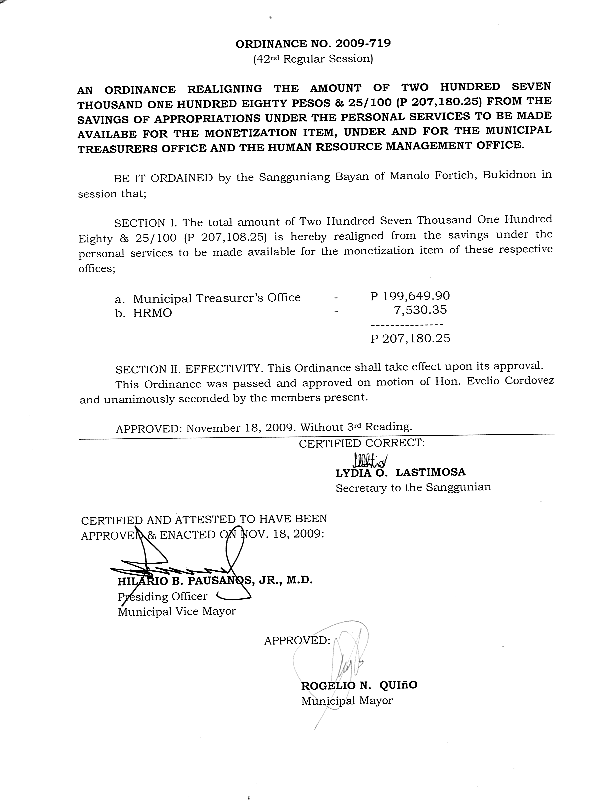 ORDINANCE NO. 2009-719
(42nd Regular Session)
AN ORDINANCE REALIGNING THE AMOUNT OF TWO HUNDRED SEVEN
THOUSAND ONE HUNDRED EIGHTY PESOS & 25/100 (P 207,180.25) FROM THE
SAVINGS OF APPROPRIATIONS UNDER THE PERSONAL SERVICES TO BE MADE
AVAILABE FOR THE MONETIZATION ITEM, UNDER AND FOR THE MUNICIPAL
TREASURERS OFFICE AND THE HUMAN RESOURCE MANAGEMENT OFFICE.
BE IT ORDAINED by the Sangguniang Bayan of Manolo Fortich, Bukidnon in
session that;
SECTION I. The total amount of Two Hundred Seven Thousand One Hundred
Eighty & 25/100 (P 207,108.25) is hereby realigned from the savings under the
personal services to be made available for the monetization item of these respective
offices;
a. Municipal Treasurer's Office - P 199,649.90
b. HRMO - 7,530.35
---------------
P 207,180.25
SECTION II. EFFECTIVITY. This Ordinance shall take effect upon its approval.
This Ordinance was passed and approved on motion of Hon. Evelio Cordovez
and unanimously seconded by the members present.
APPROVED: November 18, 2009. Without 3rd Reading.
CERTIFIED CORRECT:
LYDIA O. LASTIMOSA
Secretary to the Sanggunian
CERTIFIED AND ATTESTED TO HAVE BEEN
APPROVED & ENACTED ON NOV. 18, 2009:
HILARIO B. PAUSANOS, JR., M.D.
Presiding Officer
Municipal Vice Mayor
APPROVED:
ROGELIO N. QUIñO
Municipal Mayor